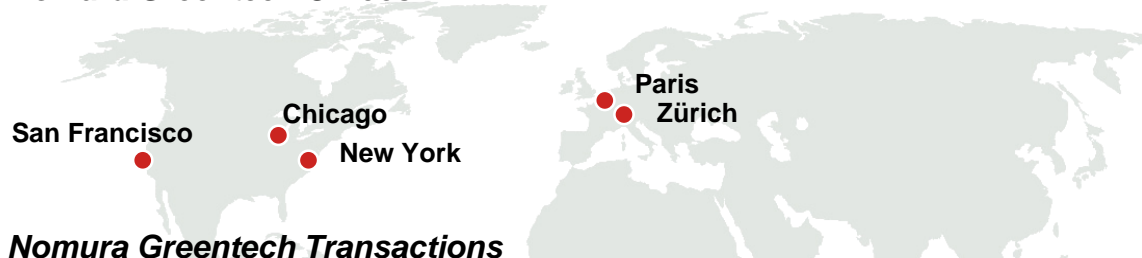 Paris
Chicago
Zürich
San Francisco
New York
Nomura Greentech Transactions